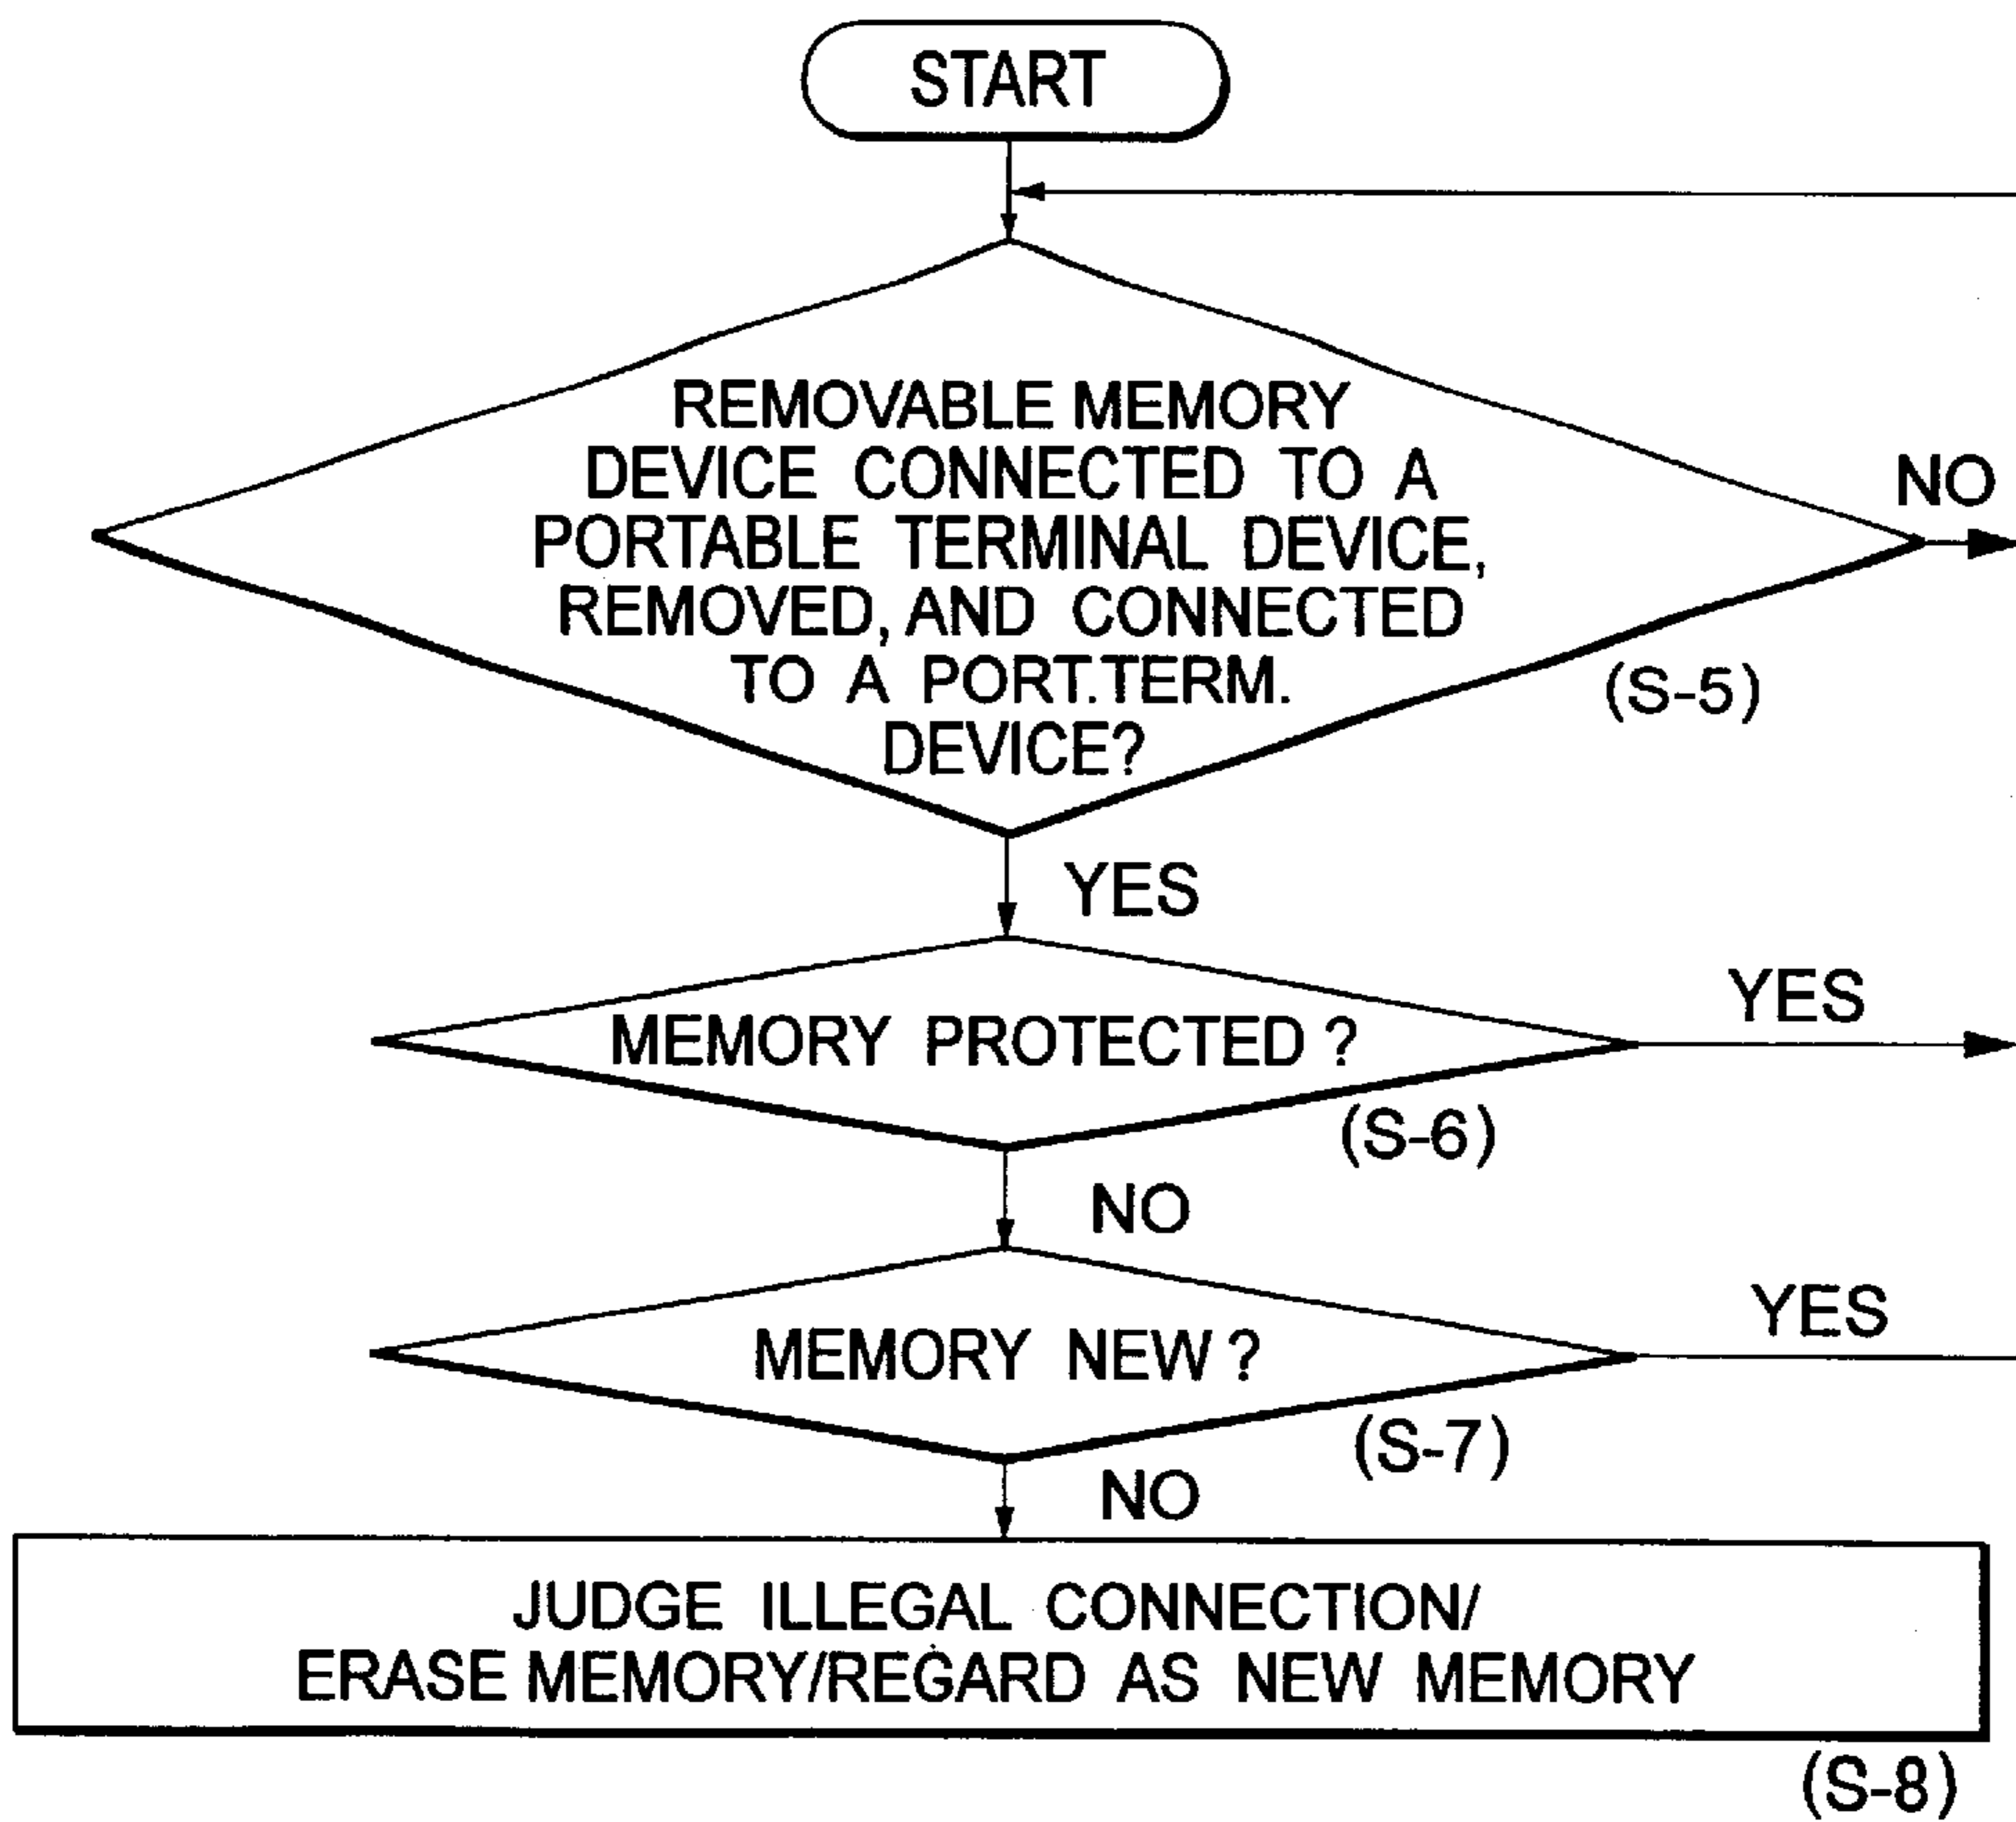 START
REMOVABLE MEMORY
DEVICE CONNECTED TO A
PORTABLE TERMINAL DEVICE,
REMOVED, AND CONNECTED
TO A PORT.TERM.
DEVICE?
NO
(S-5)
YES
MEMORY PROTECTED ?
YES
(S-6)
NO
MEMORY NEW ?
YES
(S-7)
NO
JUDGE ILLEGAL CONNECTION/
ERASE MEMORY/REGARD AS NEW MEMORY
(S-8)